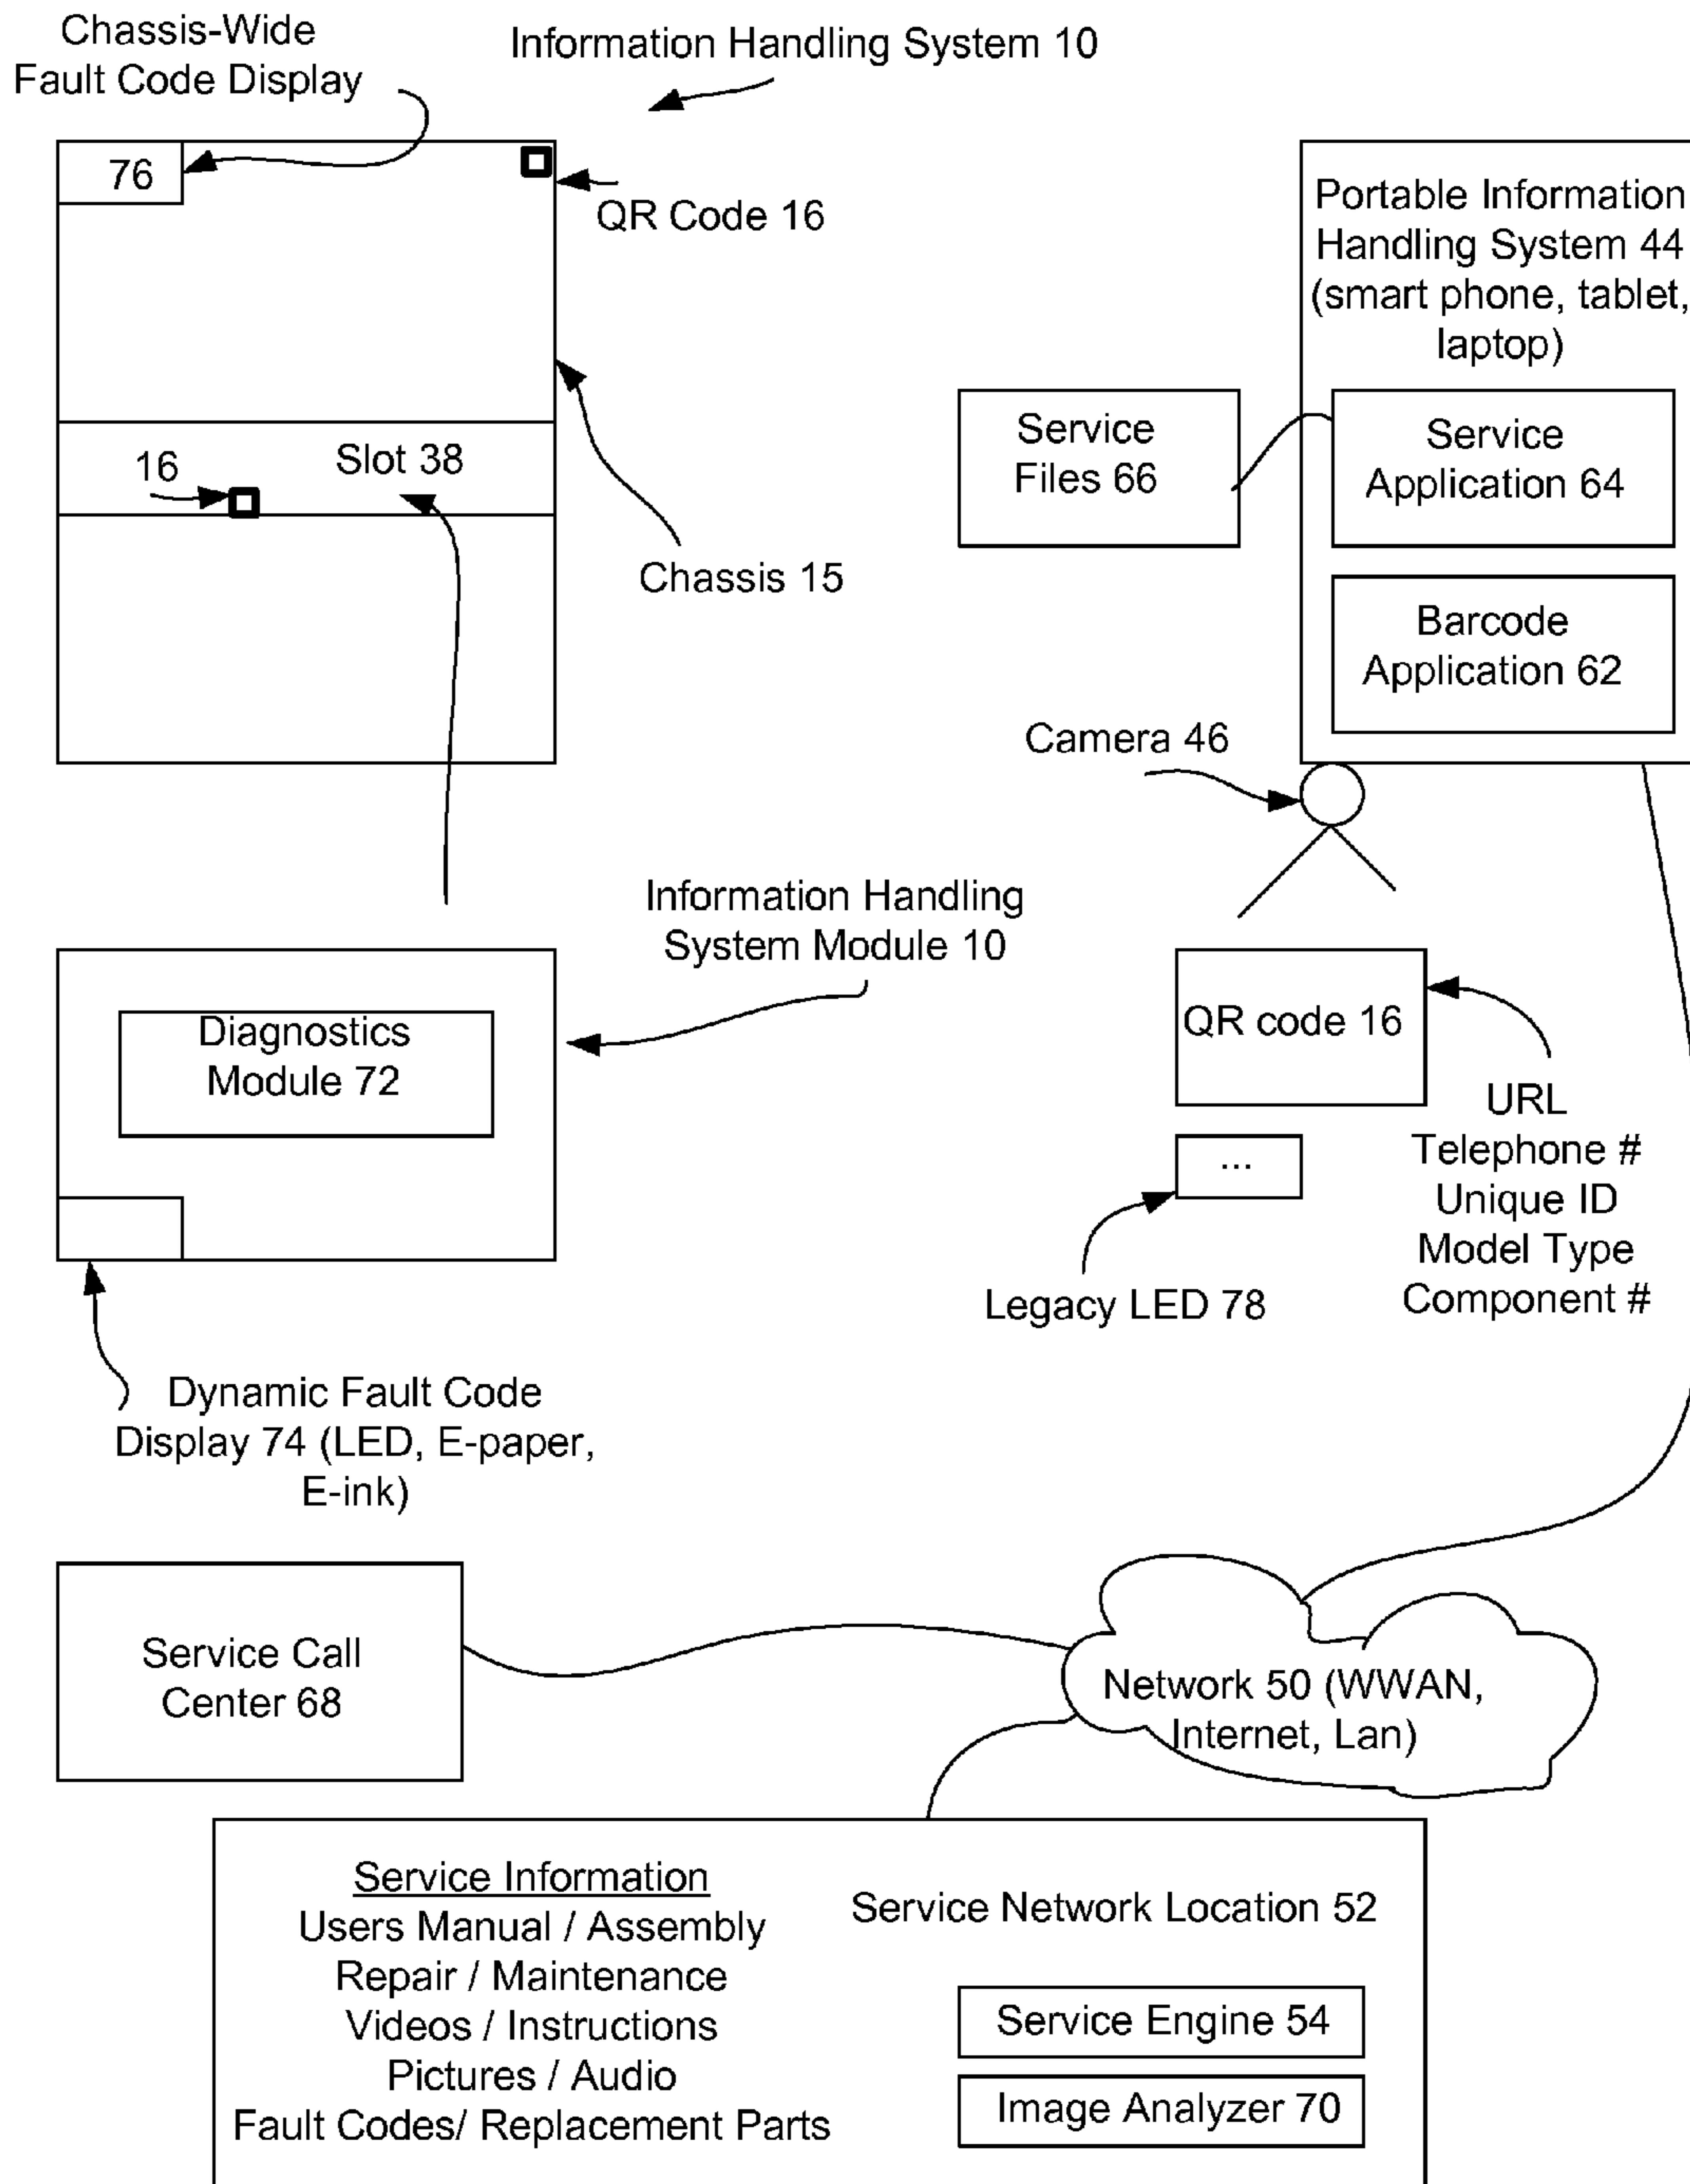 Chassis-Wide
Fault Code Display
Information Handling System 10
76
QR Code 16
Portable Information
Handling System 44
(smart phone, tablet,
laptop)
Service
Files 66
Service
Application 64
16
Slot 38
Chassis 15
Barcode
Application 62
Camera 46
Information Handling
System Module 10
Diagnostics
Module 72
QR code 16
URL
Telephone #
Unique ID
Model Type
Component #
...
Legacy LED 78
Dynamic Fault Code
Display 74 (LED, E-paper,
E-ink)
Service Call
Center 68
Network 50 (WWAN,
Internet, Lan)
Service Information
Users Manual / Assembly
Repair / Maintenance
Videos / Instructions
Pictures / Audio
Fault Codes/ Replacement Parts
Service Network Location 52
Service Engine 54
Image Analyzer 70